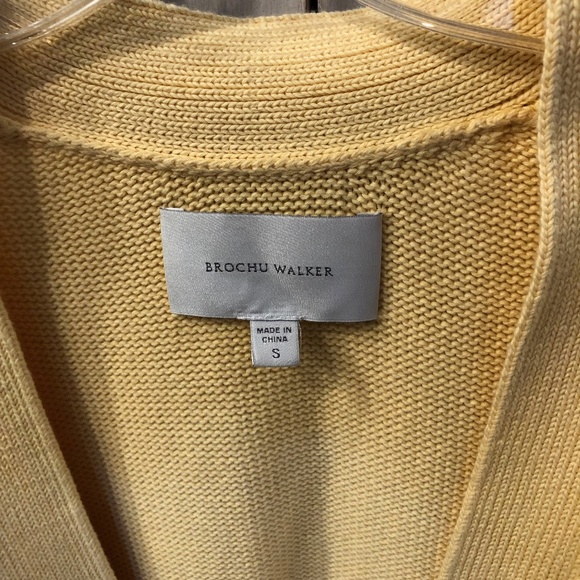 BROCHU WALKER
MADE IN
CHINA
S